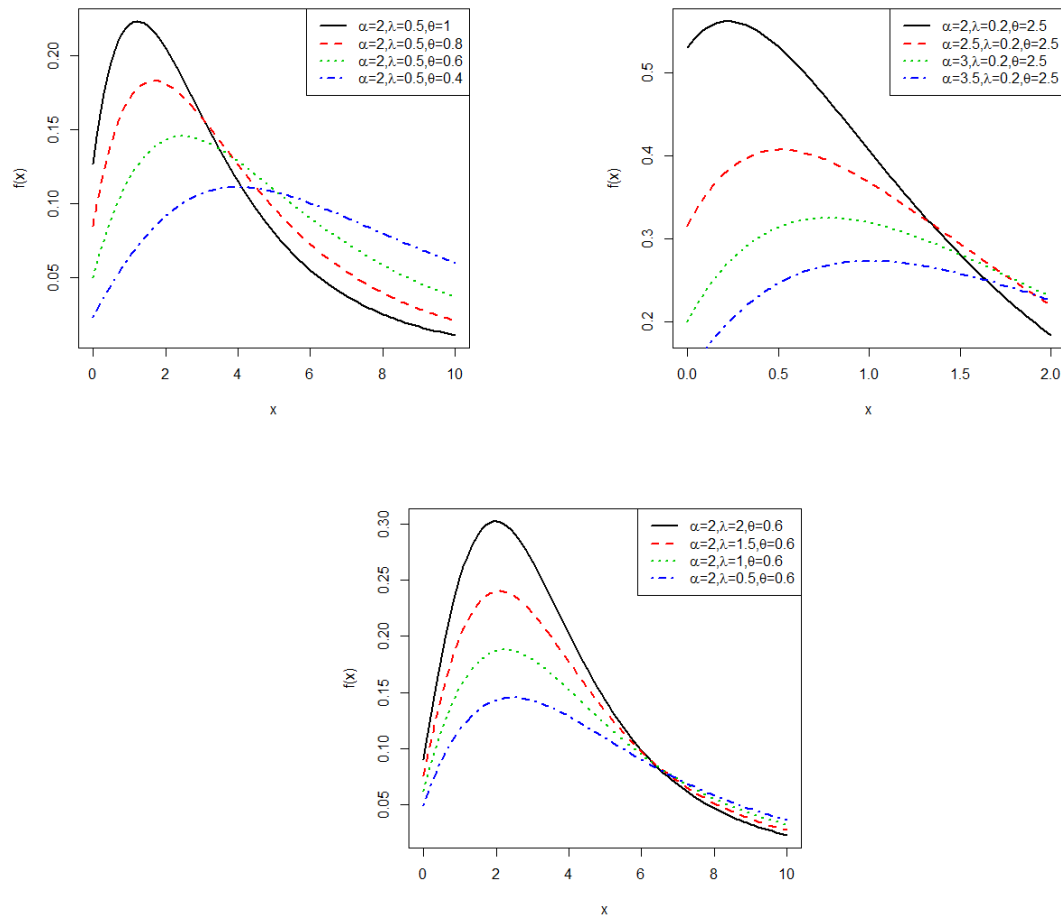 α=2,λ=0.5,θ=1
α=2,λ=0.5,θ=0.8
α=2,λ=0.5,θ=0.6
α=2,λ=0.5,θ=0.4
f(x)
0.20
0.15
0.10
0.05
0 2 4 6 8 10
x
α=2,λ=0.2,θ=2.5
α=2.5,λ=0.2,θ=2.5
α=3,λ=0.2,θ=2.5
α=3.5,λ=0.2,θ=2.5
f(x)
0.5
0.4
0.3
0.2
0.0 0.5 1.0 1.5 2.0
x
α=2,λ=2,θ=0.6
α=2,λ=1.5,θ=0.6
α=2,λ=1,θ=0.6
α=2,λ=0.5,θ=0.6
f(x)
0.30
0.25
0.20
0.15
0.10
0.05
0 2 4 6 8 10
x